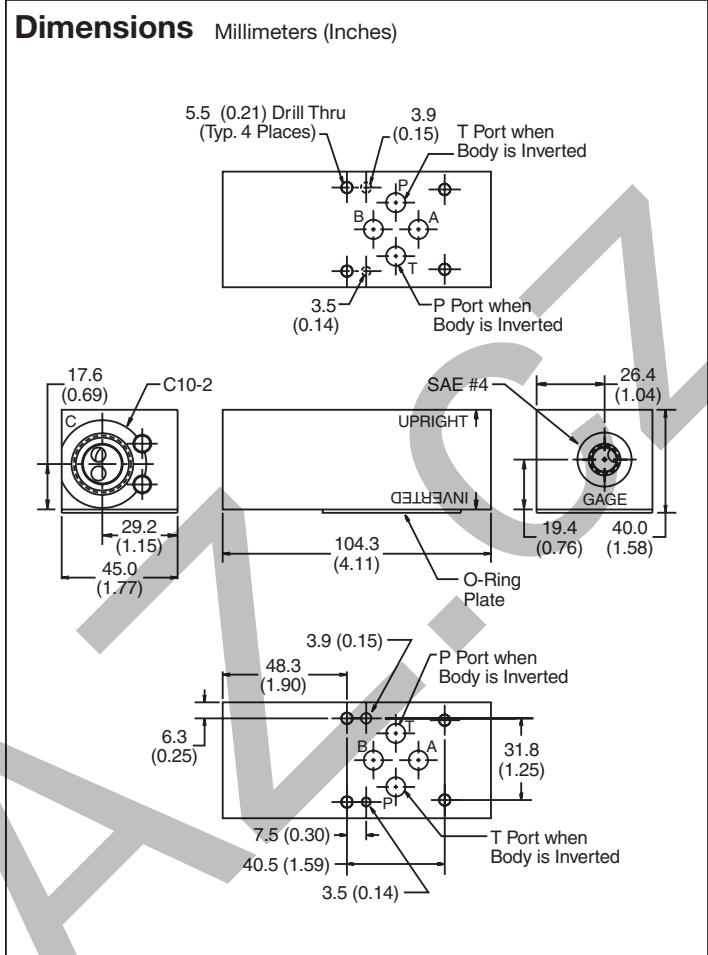 Dimensions Millimeters (Inches)
5.5 (0.21) Drill Thru
(Typ. 4 Places)
3.9
(0.15)
T Port when
Body is Inverted
P
B
A
T
3.5
(0.14)
P Port when
Body is Inverted
17.6
(0.69)
C10-2
C
29.2
(1.15)
45.0
(1.77)
UPRIGHT
INVERTED
104.3
(4.11)
O-Ring
Plate
SAE #4
26.4
(1.04)
GAGE
19.4
(0.76)
40.0
(1.58)
3.9 (0.15)
P Port when
Body is Inverted
48.3
(1.90)
6.3
(0.25)
T
B
A
P
31.8
(1.25)
7.5 (0.30)
40.5 (1.59)
3.5 (0.14)
T Port when
Body is Inverted
AZ.cz